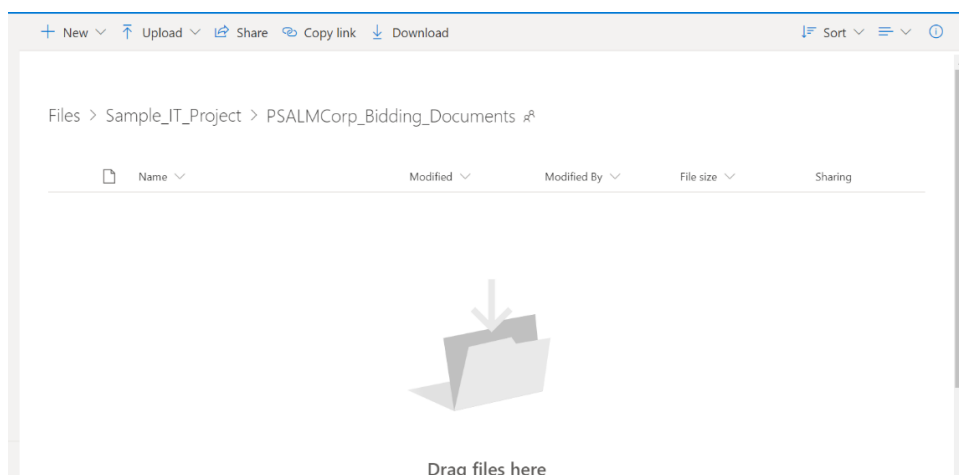 New Upload Share Copy link Download Sort
Files > Sample_IT_Project > PSALMCorp_Bidding_Documents
Name Modified Modified By File size Sharing
Drag files here